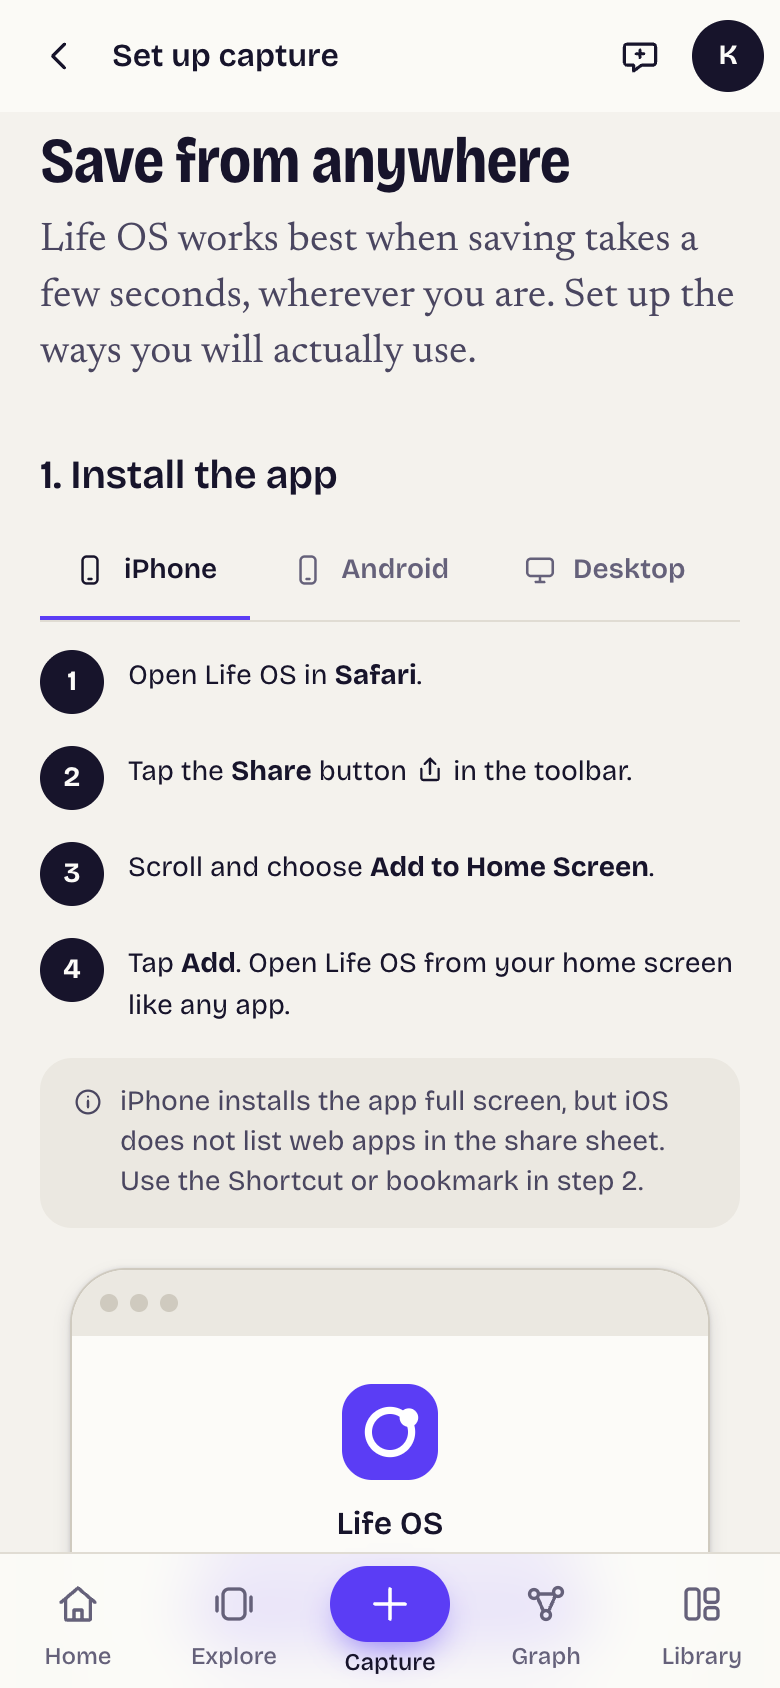 Set up capture
K
Save from anywhere
Life OS works best when saving takes a
few seconds, wherever you are. Set up the
ways you will actually use.
1. Install the app
iPhone
Android
Desktop
1
Open Life OS in Safari.
2
Tap the Share button in the toolbar.
3
Scroll and choose Add to Home Screen.
4
Tap Add. Open Life OS from your home screen
like any app.
iPhone installs the app full screen, but iOS
does not list web apps in the share sheet.
Use the Shortcut or bookmark in step 2.
Life OS
Home
Explore
Capture
Graph
Library